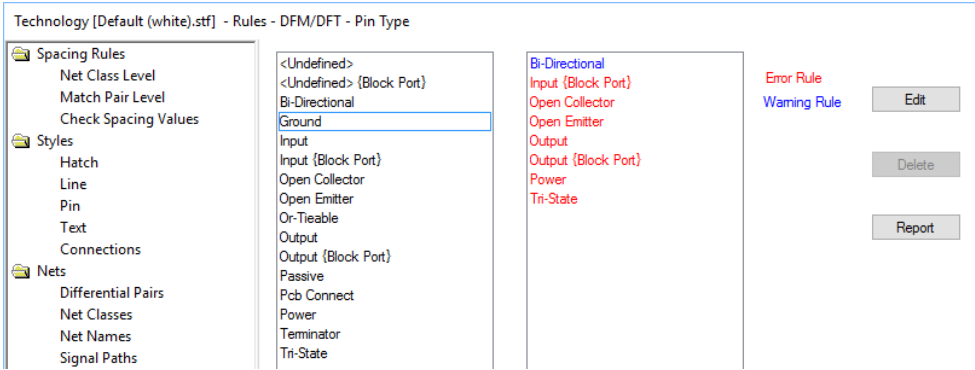 Technology [Default (white).stf] - Rules - DFM/DFT - Pin Type
Spacing Rules
Net Class Level
Match Pair Level
Check Spacing Values
Styles
Hatch
Line
Pin
Text
Connections
Nets
Differential Pairs
Net Classes
Net Names
Signal Paths
<Undefined>
<Undefined> {Block Port}
Bi-Directional
Ground
Input
Input {Block Port}
Open Collector
Open Emitter
Or-Tieable
Output
Output {Block Port}
Passive
Pcb Connect
Power
Terminator
Tri-State
Bi-Directional
Input {Block Port}
Open Collector
Open Emitter
Output
Output {Block Port}
Power
Tri-State
Error Rule
Warning Rule
Edit
Delete
Report